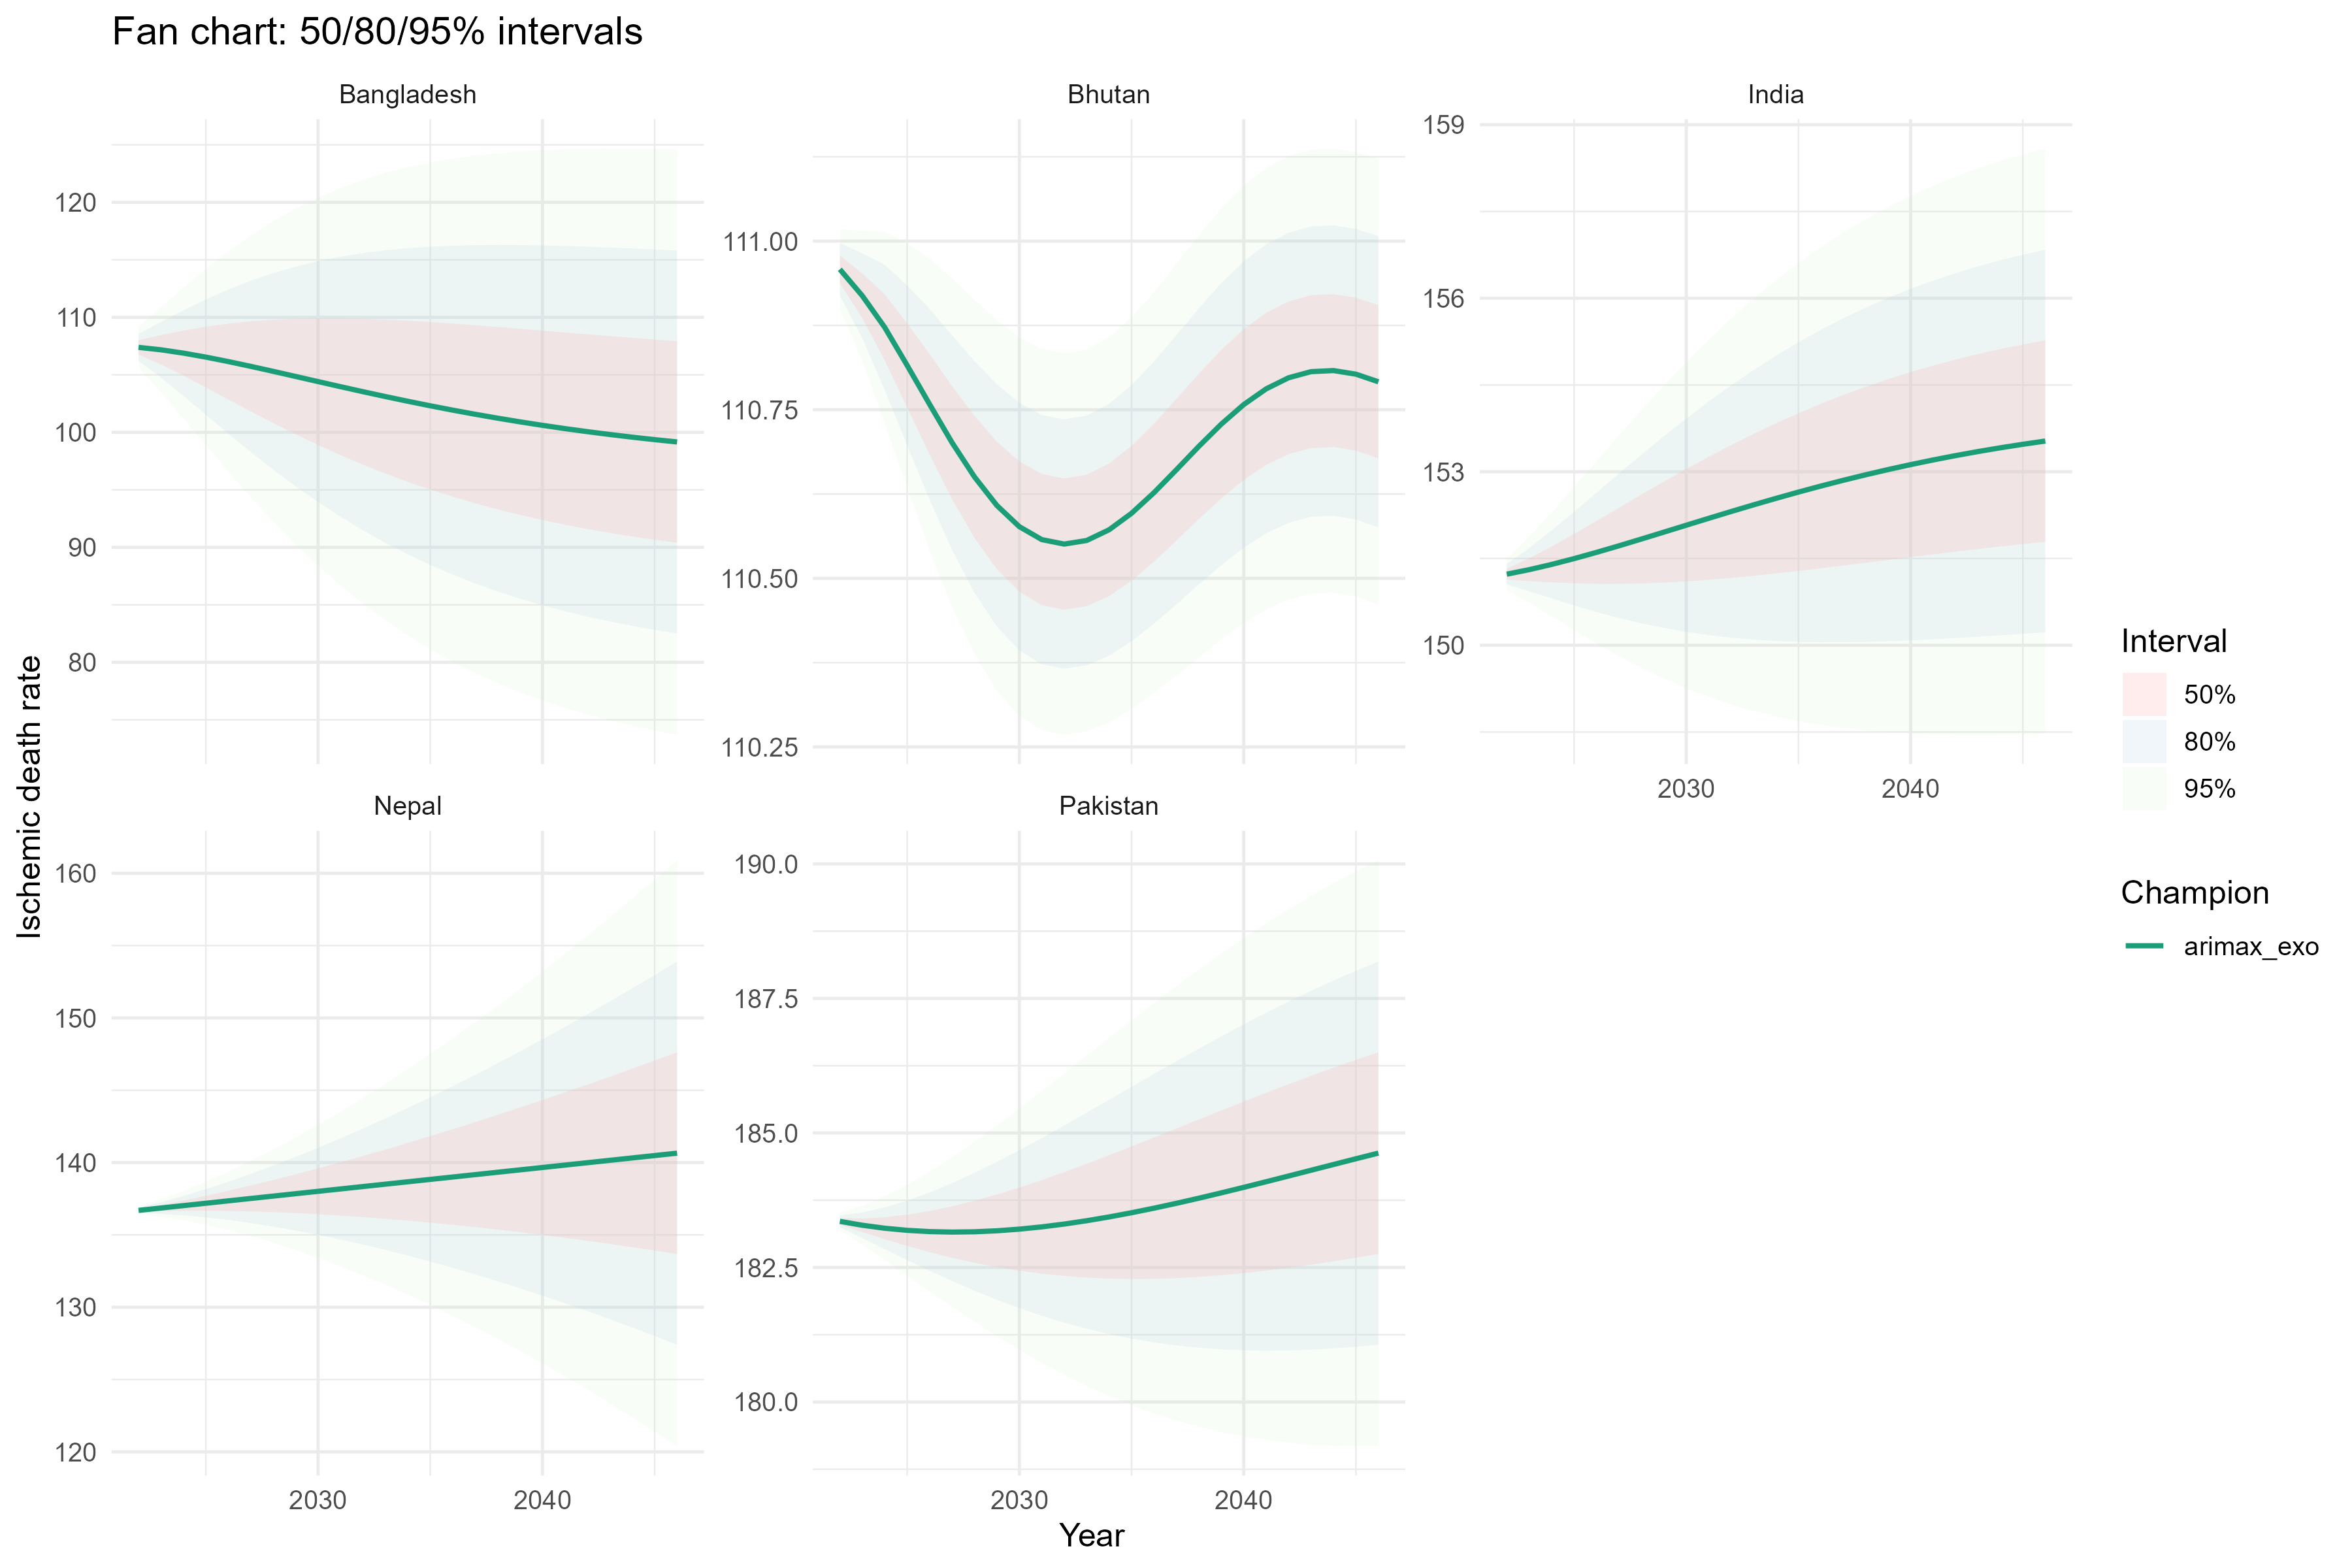 Fan chart: 50/80/95% intervals
Bangladesh
Bhutan
India
120
110
100
90
80
111.00
110.75
110.50
110.25
159
156
153
150
2030
2040
Nepal
Pakistan
160
150
140
130
120
190.0
187.5
185.0
182.5
180.0
2030
2040
2030
2040
Year
Ischemic death rate
Interval
50%
80%
95%
Champion
arimax_exo